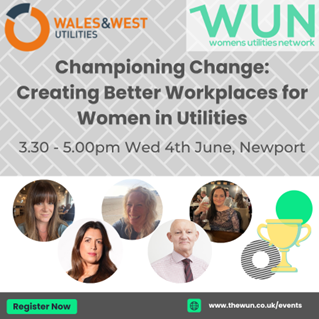 WALES&WEST
UTILITIES
WUN
womens utilities network
Championing Change:
Creating Better Workplaces for
Women in Utilities
3.30 - 5.00pm Wed 4th June, Newport
Register Now
www.thewun.co.uk/events